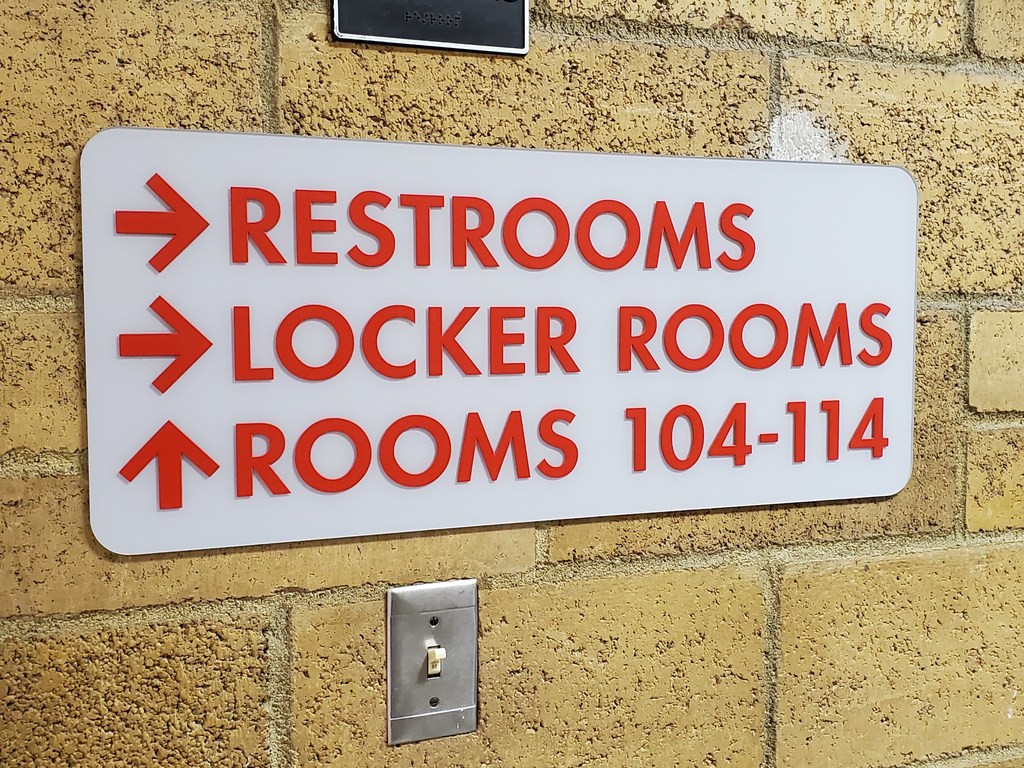 → RESTROOMS
→ LOCKER ROOMS
↑ ROOMS 104-114